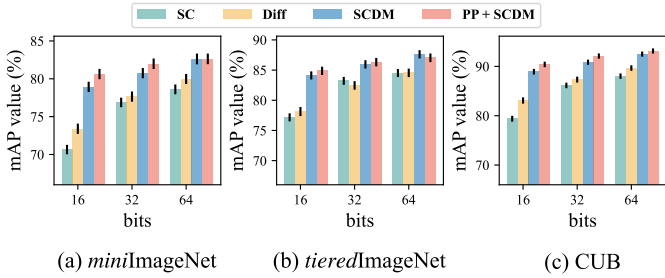 SC Diff SCDM PP + SCDM
mAP value (%)
85
80
75
70
16 32 64
bits
(a) miniImageNet
mAP value (%)
90
85
80
75
70
16 32 64
bits
(b) tieredImageNet
mAP value (%)
100
90
80
70
16 32 64
bits
(c) CUB